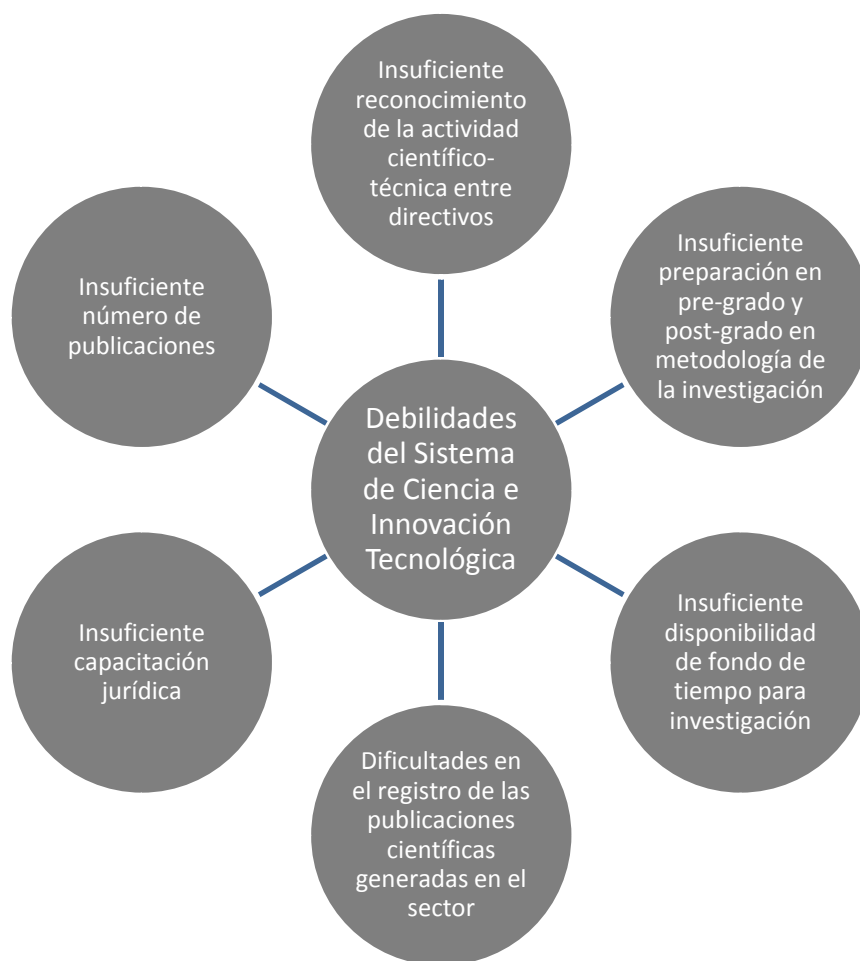 Insuficiente
reconocimiento
de la actividad
científico-
técnica entre
directivos
Insuficiente
preparación en
pre-grado y
post-grado en
metodología de
la investigación
Insuficiente
disponibilidad
de fondo de
tiempo para
investigación
Dificultades en
el registro de las
publicaciones
científicas
generadas en el
sector
Insuficiente
capacitación
jurídica
Insuficiente
número de
publicaciones
Debilidades
del Sistema
de Ciencia e
Innovación
Tecnológica